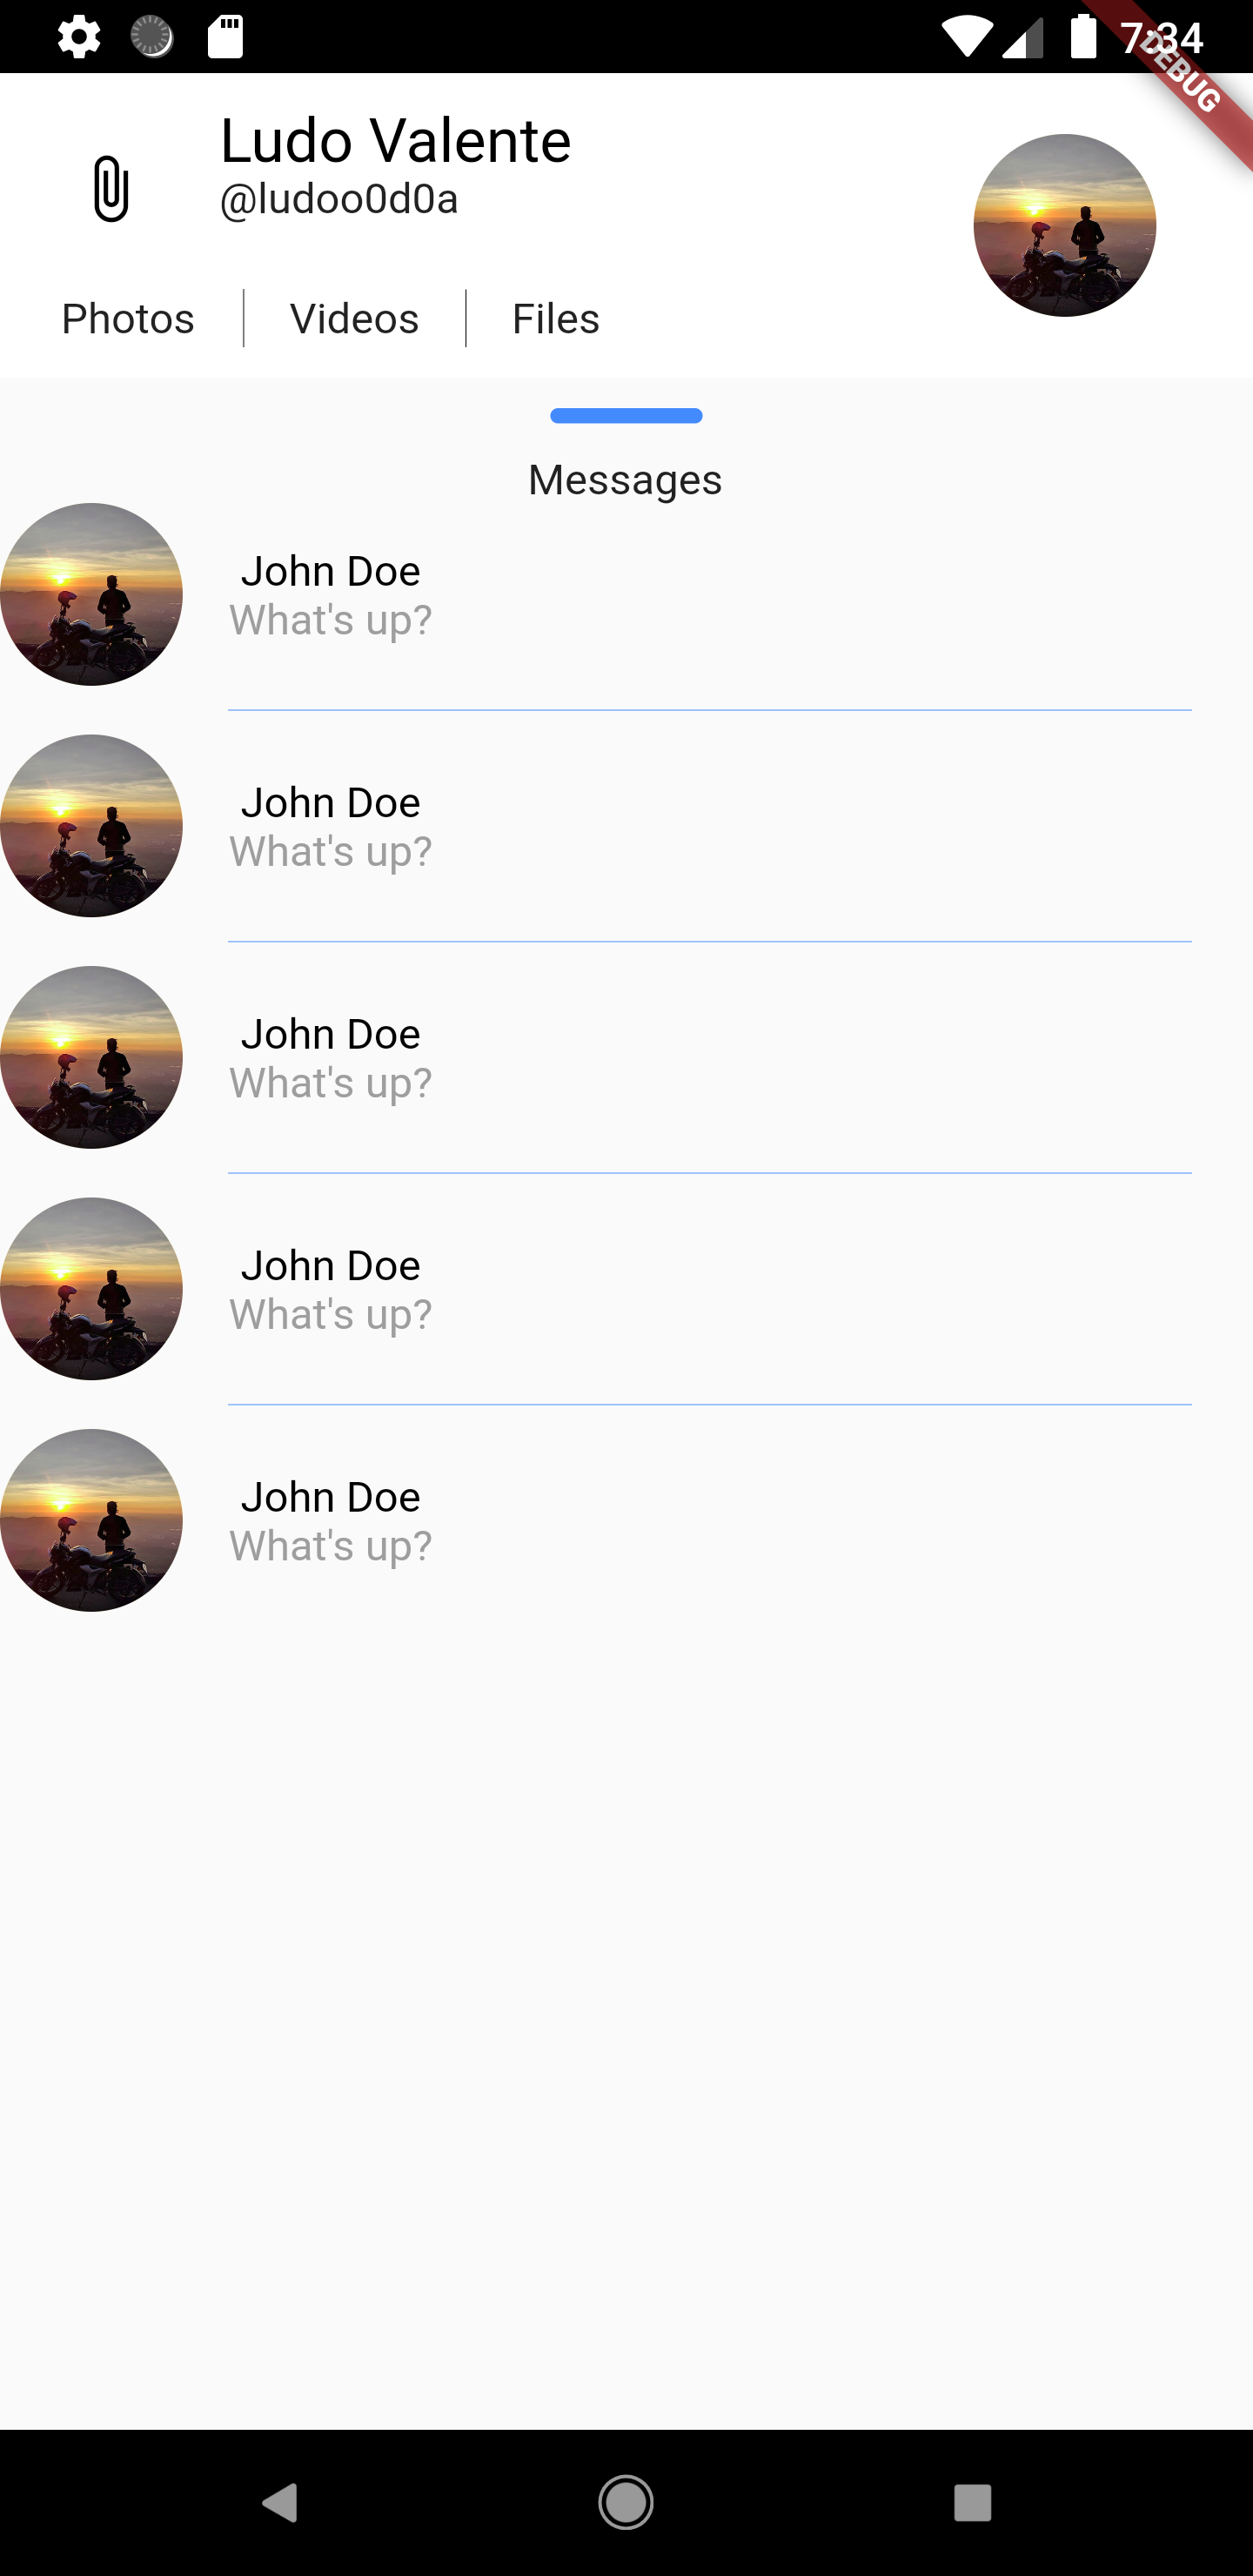 7:34
DEBUG
Ludo Valente
@ludoo0d0a
Photos
Videos
Files
Messages
John Doe
What's up?
John Doe
What's up?
John Doe
What's up?
John Doe
What's up?
John Doe
What's up?